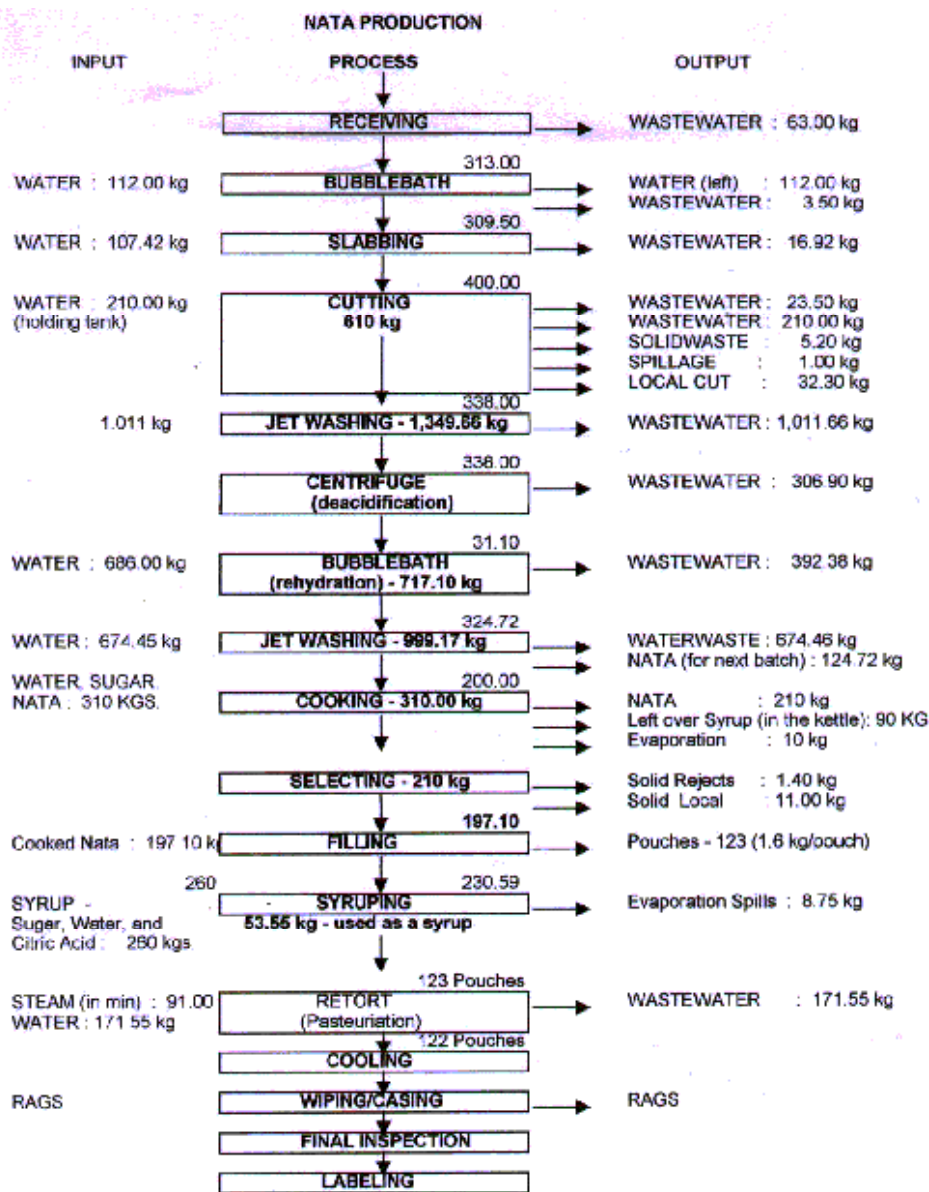 NATA PRODUCTION
INPUT PROCESS OUTPUT
RECEIVING WASTEWATER : 63.00 kg
313.00
WATER : 112.00 kg BUBBLEBATH WATER (left) : 112.00 kg
WASTEWATER : 3.50 kg
309.50
WATER : 107.42 kg SLABBING WASTEWATER : 16.92 kg
400.00
WATER : 210.00 kg CUTTING WASTEWATER : 23.50 kg
(holding tank) 610 kg WASTEWATER : 210.00 kg
SOLIDWASTE : 5.20 kg
SPILLAGE : 1.00 kg
LOCAL CUT : 32.30 kg
338.00
1.011 kg JET WASHING - 1,349.66 kg WASTEWATER : 1,011.66 kg
338.00
CENTRIFUGE WASTEWATER : 306.90 kg
(deacidification)
31.10
WATER : 686.00 kg BUBBLEBATH WASTEWATER : 392.38 kg
(rehydration) - 717.10 kg
324.72
WATER : 674.45 kg JET WASHING - 999.17 kg WATERWASTE : 674.46 kg
NATA (for next batch) : 124.72 kg
WATER, SUGAR. 200.00
NATA : 310 KGS. COOKING - 310.00 kg NATA : 210 kg
Left over Syrup (in the kettle): 90 KG
Evaporation : 10 kg
SELECTING - 210 kg Solid Rejects : 1.40 kg
Solid Local : 11.00 kg
197.10
Cooked Nata : 197 10 k FILLING Pouches - 123 (1.6 kg/pouch)
260 230.59
SYRUP - SYRUPING Evaporation Spills : 8.75 kg
Suger, Water, and 53.55 kg - used as a syrup
Citric Acid : 260 kgs.
123 Pouches
STEAM (in min) : 91.00 RETORT WASTEWATER : 171.55 kg
WATER : 171 55 kg (Pasteuriation)
122 Pouches
COOLING
RAGS WIPING/CASING RAGS
FINAL INSPECTION
LABELING